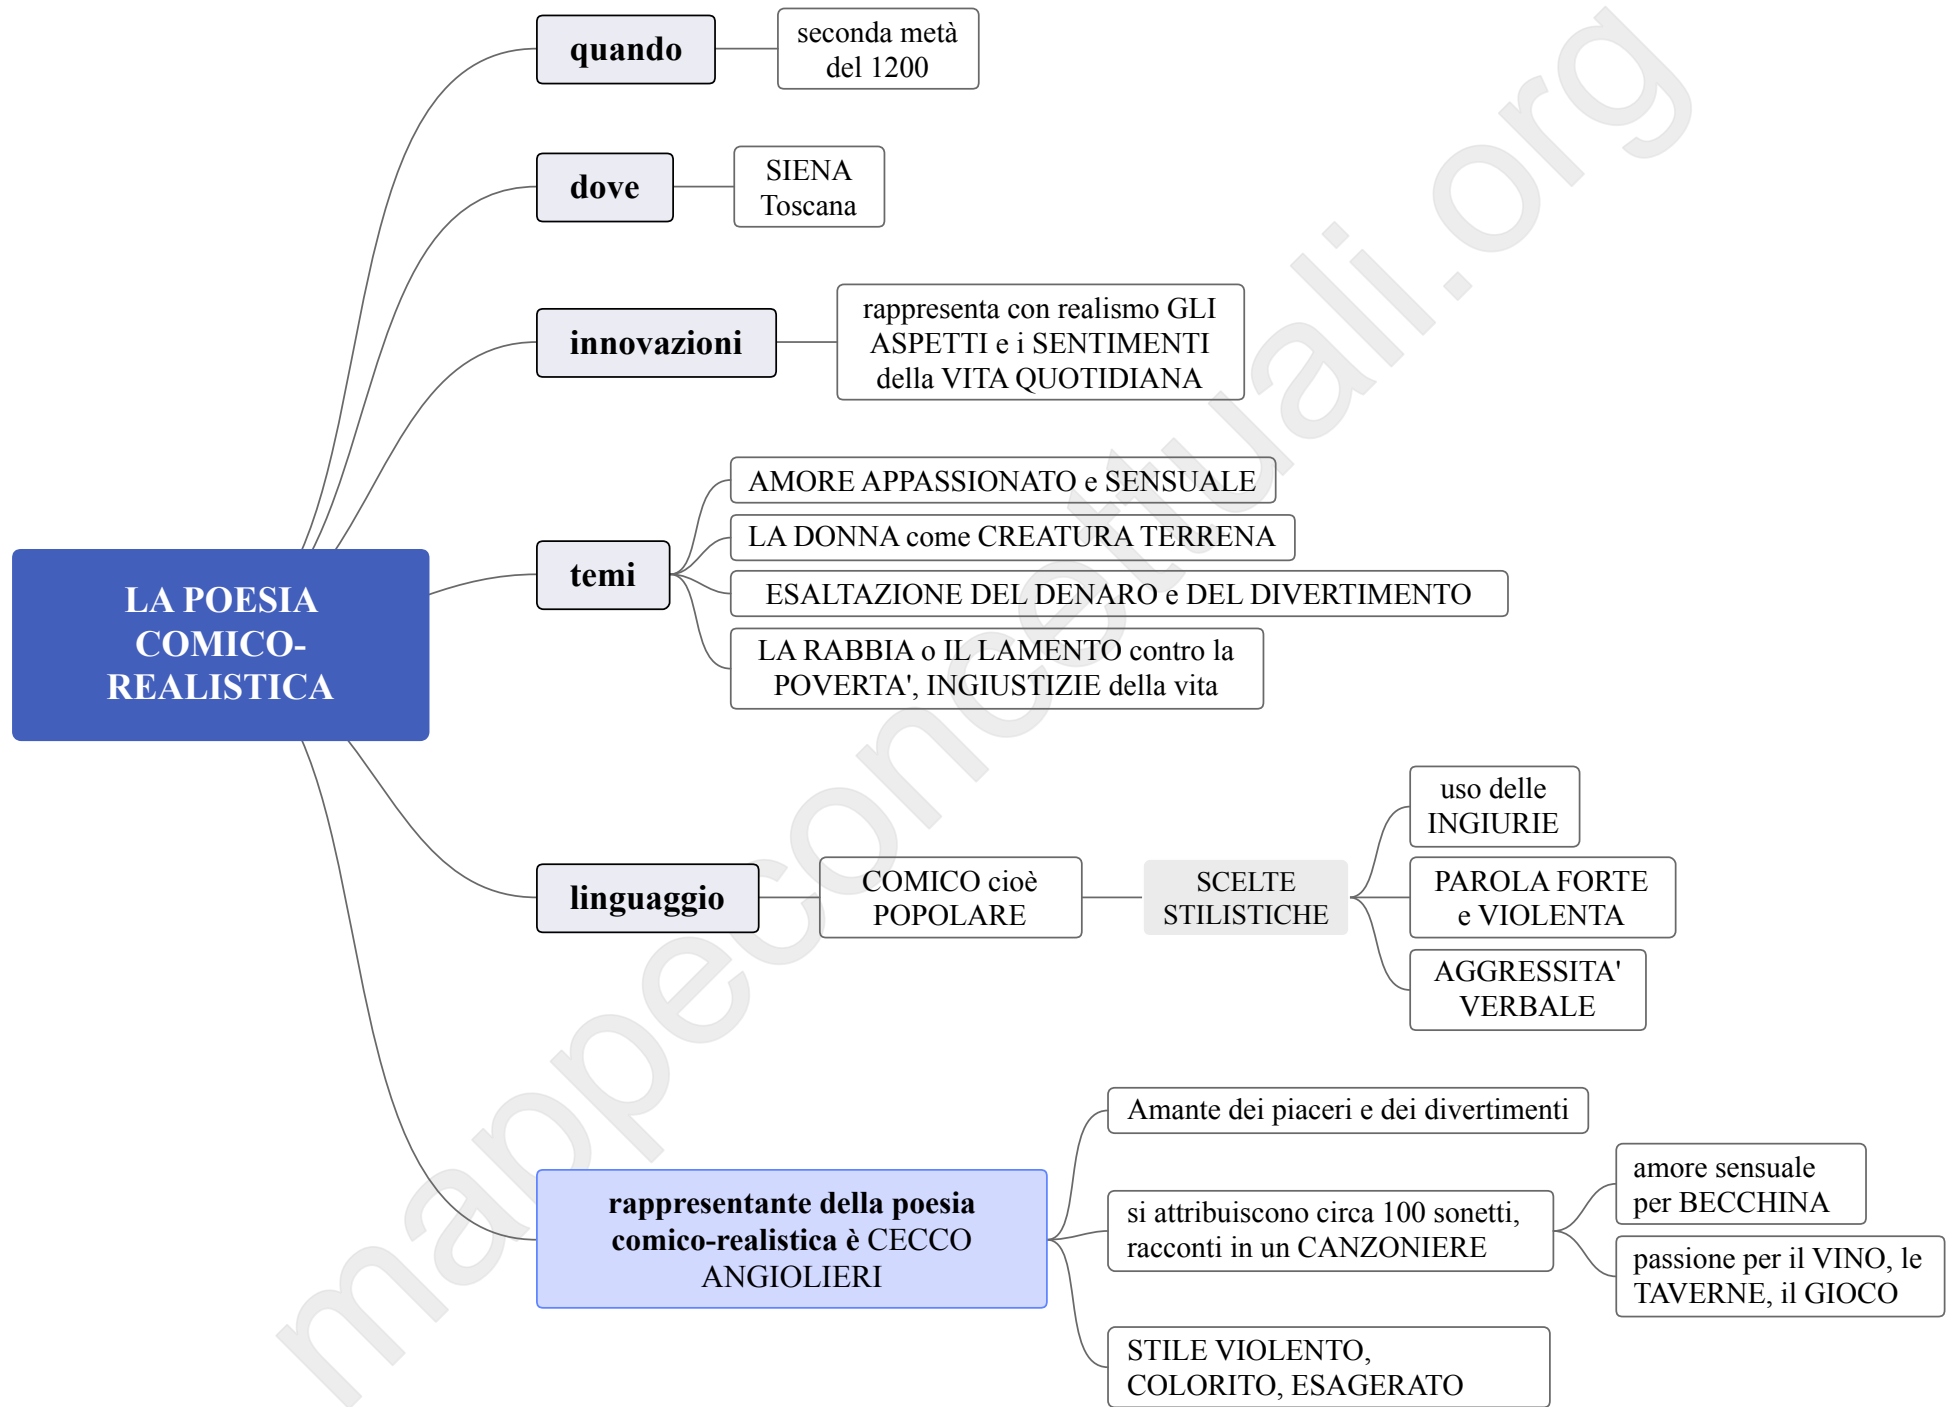 quando
seconda metà
del 1200
dove
SIENA
Toscana
innovazioni
rappresenta con realismo GLI
ASPETTI e i SENTIMENTI
della VITA QUOTIDIANA
LA POESIA
COMICO-
REALISTICA
temi
AMORE APPASSIONATO e SENSUALE
LA DONNA come CREATURA TERRENA
ESALTAZIONE DEL DENARO e DEL DIVERTIMENTO
LA RABBIA o IL LAMENTO contro la
POVERTA', INGIUSTIZIE della vita
linguaggio
COMICO cioè
POPOLARE
SCELTE
STILISTICHE
uso delle
INGIURIE
PAROLA FORTE
e VIOLENTA
AGGRESSITA'
VERBALE
rappresentante della poesia
comico-realistica è CECCO
ANGIOLIERI
Amante dei piaceri e dei divertimenti
si attribuiscono circa 100 sonetti,
racconti in un CANZONIERE
amore sensuale
per BECCHINA
passione per il VINO, le
TAVERNE, il GIOCO
STILE VIOLENTO,
COLORITO, ESAGERATO
mappeconcettuali.org